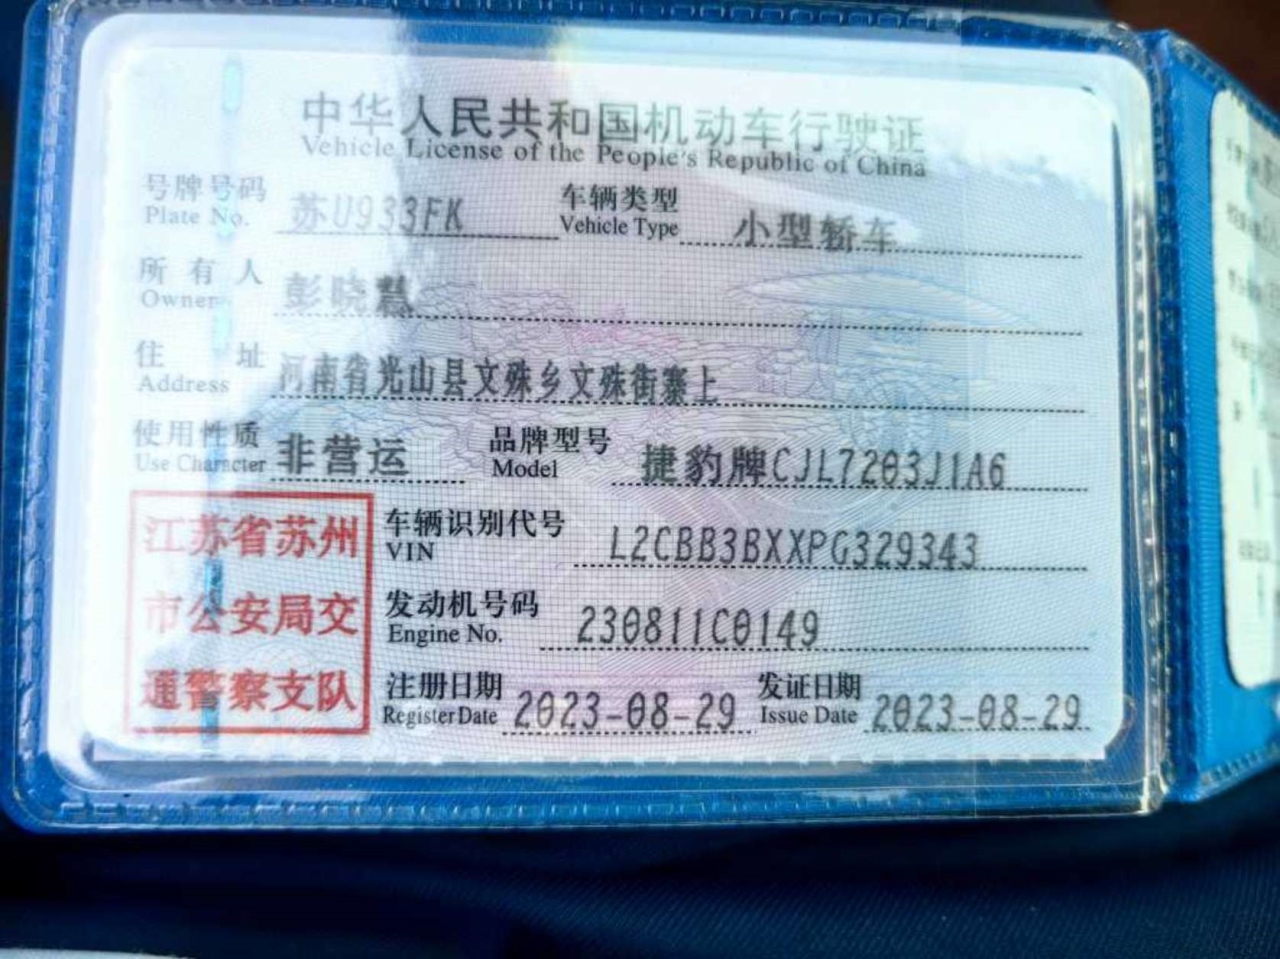 中华人民共和国机动车行驶证
Vehicle License of the People's Republic of China
号牌号码 苏U933FK 车辆类型 小型轿车
Plate No. Vehicle Type
所有人 彭晓慧
Owner
住址 河南省光山县文殊乡文殊街寨上
Address
使用性质 非营运 品牌型号 捷豹牌CJL7203J1A6
Use Character Model
江苏省苏州
市公安局交
通警察支队
车辆识别代号 L2CBB3BXXPG329343
VIN
发动机号码 230811C0149
Engine No.
注册日期 2023-08-29 发证日期 2023-08-29
Register Date Issue Date